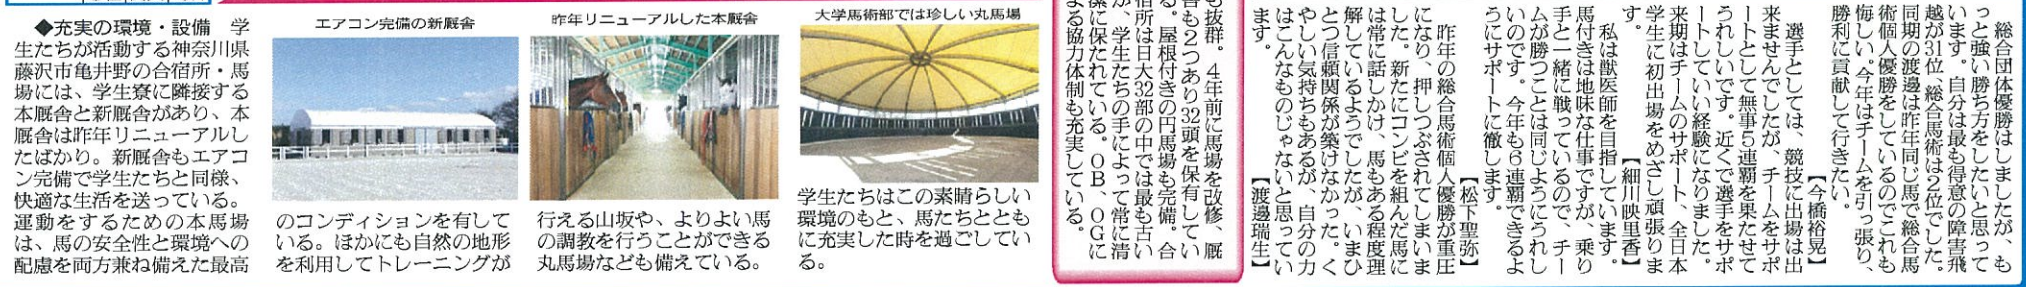 エアコン完備の新厩舎
昨年リニューアルした本厩舎
大学馬術部では珍しい丸馬場
◆充実の環境・設備　学
生たちが活動する神奈川県
藤沢市亀井野の合宿所・馬
場には、学生寮に隣接する
本厩舎と新厩舎があり、本
厩舎は昨年リニューアルし
たばかり。新厩舎もエアコ
ン完備で学生たちと同様、
快適な生活を送っている。
運動をするための本馬場
は、馬の安全性と環境への
配慮を両方兼ね備えた最高
のコンディションを有して
いる。ほかにも自然の地形
を利用してトレーニングが
行える山坂や、よりよい馬
の調教を行うことができる
丸馬場なども備えている。
学生たちはこの素晴らしい
環境のもと、馬たちととも
に充実した時を過ごしてい
る。
も抜群。４年前に馬場を改修、厩
舎も２つあり32頭を保有してい
る。屋根付きの円馬場も完備。合
宿所は日大32部の中では最も古い
が、学生たちの手によって常に清
潔に保たれている。ＯＢ、ＯＧに
よる協力体制も充実している。
総合団体優勝はしましたが、も
っと強い勝ち方をしたいと思って
います。自分は最も得意の障害飛
越が31位、総合馬術は２位でした。
同期の渡邊は昨年同じ馬で総合馬
術個人優勝をしているのでこれも
悔しい。今年はチームを引っ張り、
勝利に貢献して行きたい。
【今橋裕晃】
選手としては、競技に出場は出
来ませんでしたが、チームをサポ
ートとして無事５連覇を果たせて
うれしいです。近くで選手をサポ
ートしていい経験になりました。
来期はチームのサポート、全日本
学生に初出場をめざし頑張りま
す。
【細川映里香】
私は獣医師を目指しています。
馬付きは地味な仕事ですが、乗り
手と一緒に戦っているので、チー
ムが勝つことは同じようにうれし
いのです。今年も６連覇できるよ
うにサポートに徹します。
【松下聖弥】
昨年の総合馬術個人優勝が重圧
になり、押しつぶされてしまいま
した。新たにコンビを組んだ馬に
は常に話しかけ、馬もある程度理
解しているようでしたが、いまひ
とつ信頼関係が築けなかった。く
やしい気持ちもあるが、自分の力
はこんなものじゃないと思ってい
ます。
【渡邊瑞生】